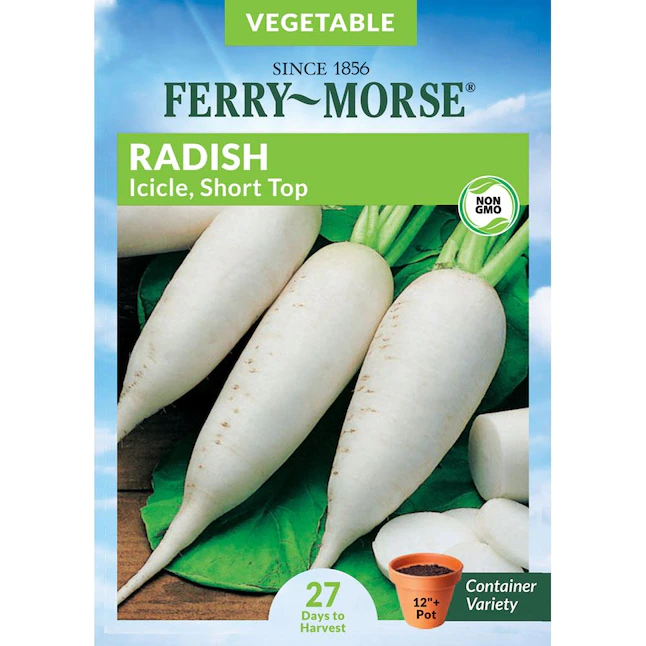 VEGETABLE
SINCE 1856
FERRY~MORSE®
RADISH
Icicle, Short Top
NON
GMO
27
Days to
Harvest
12"+
Pot
Container
Variety